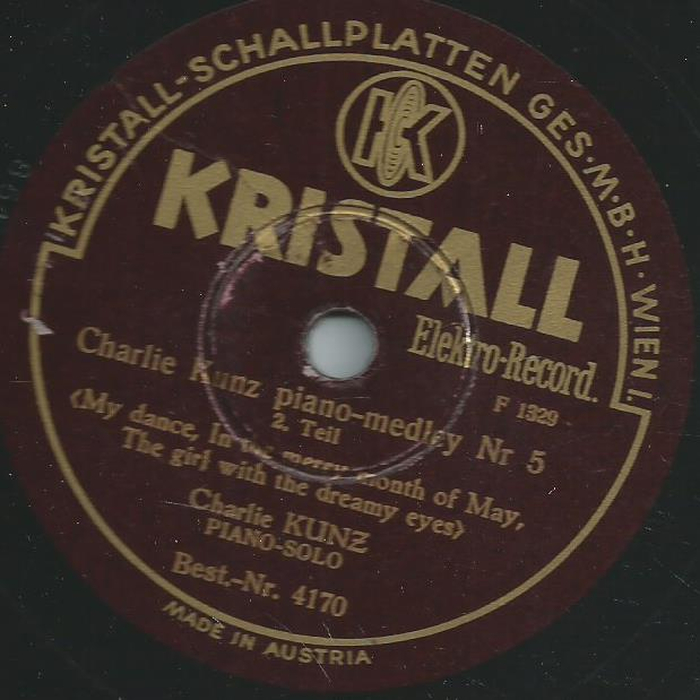 KRISTALL-SCHALLPLATTEN GES.M.B.H. WIEN I.
KRISTALL
Elektro-Record.
F 1329
Charlie Kunz piano-medley Nr 5
2. Teil
(My dance, In the merry month of May,
The girl with the dreamy eyes)
Charlie KUNZ
PIANO-SOLO
Best.-Nr. 4170
MADE IN AUSTRIA